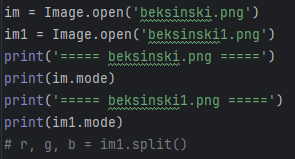 im = Image.open('beksinski.png')
im1 = Image.open('beksinski1.png')
print('===== beksinski.png =====')
print(im.mode)
print('===== beksinski1.png =====')
print(im1.mode)
# r, g, b = im1.split()